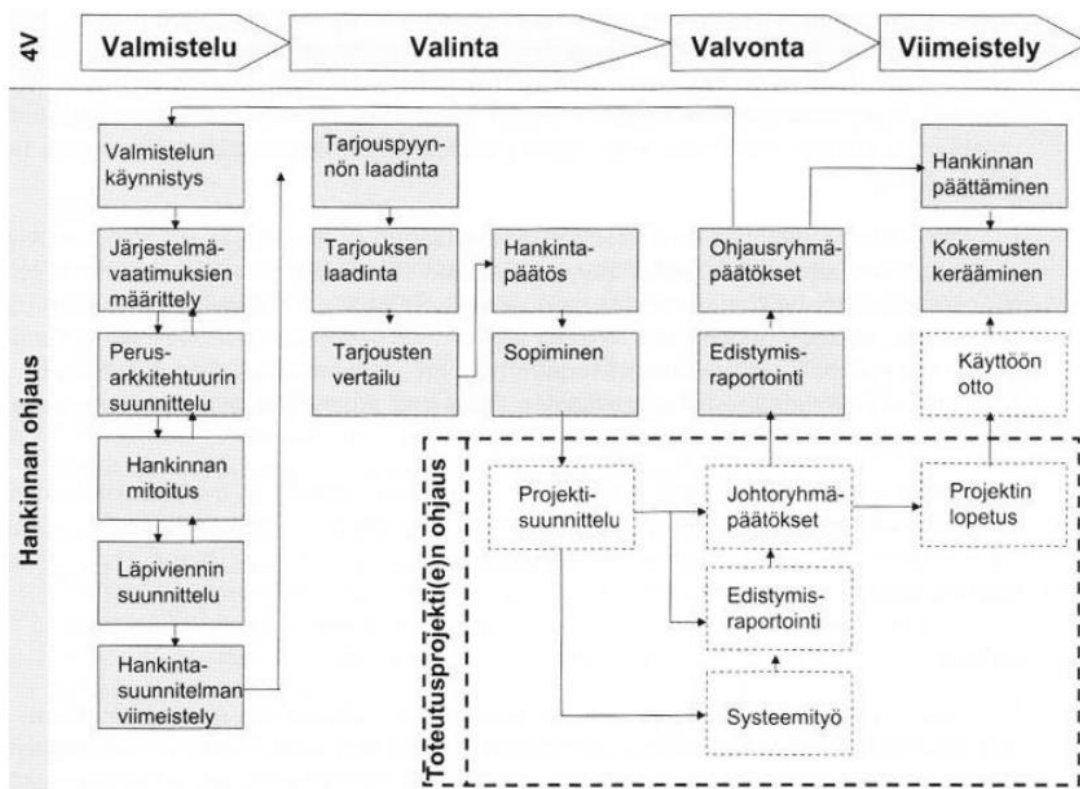 4V
Valmistelu
Valinta
Valvonta
Viimeistely
Hankinnan ohjaus
Valmistelun
käynnistys
Järjestelmä-
vaatimuksien
määrittely
Perus-
arkkitehtuurin
suunnittelu
Hankinnan
mitoitus
Läpiviennin
suunnittelu
Hankinta-
suunnitelman
viimeistely
Tarjouspyyn-
nön laadinta
Tarjouksen
laadinta
Tarjousten
vertailu
Hankinta-
päätös
Sopiminen
Ohjausryhmä-
päätökset
Edistymis-
raportointi
Hankinnan
päättäminen
Kokemusten
kerääminen
Käyttöön
otto
Toteutusprojekti(e)n ohjaus
Projekti-
suunnittelu
Johtoryhmä-
päätökset
Edistymis-
raportointi
Systeemityö
Projektin
lopetus